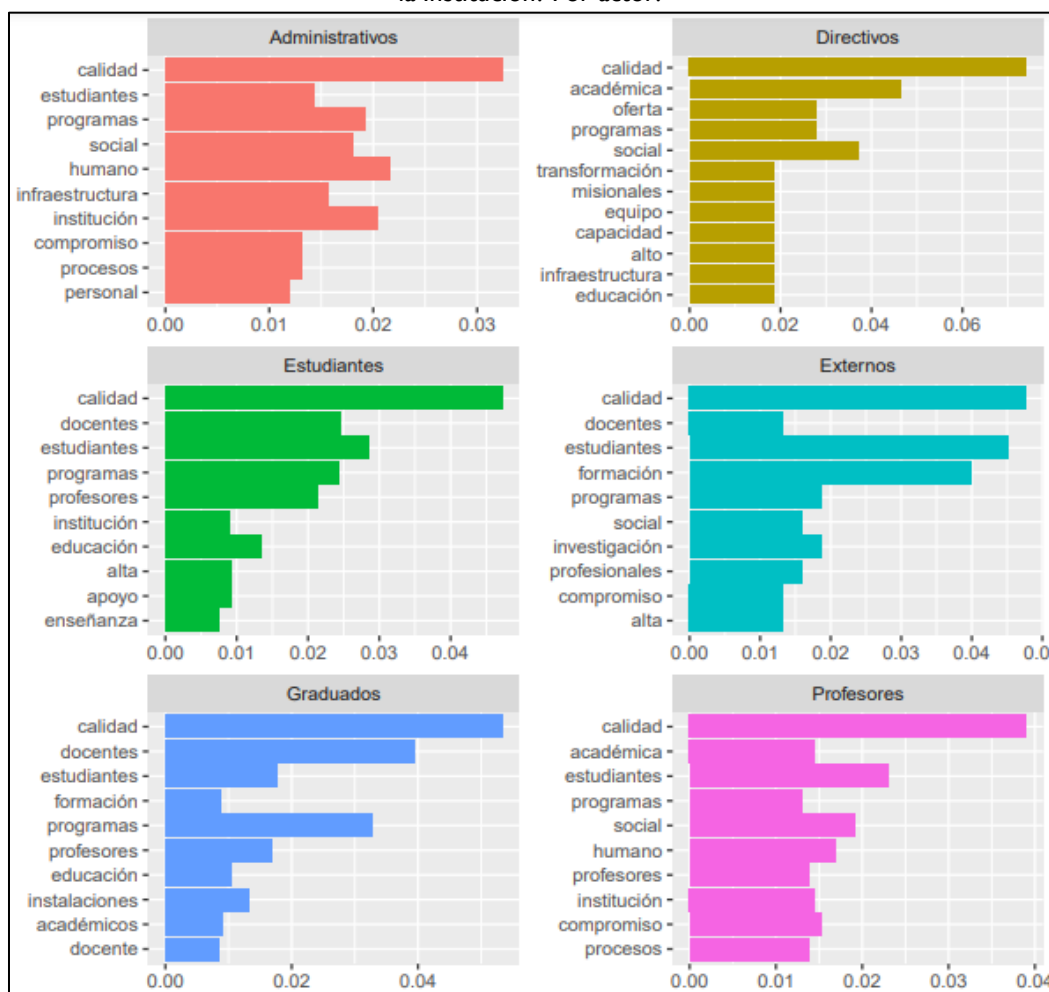 la institución. Por actor.
Administrativos
calidad
estudiantes
programas
social
humano
infraestructura
institución
compromiso
procesos
personal
0.00 0.01 0.02 0.03
Directivos
calidad
académica
oferta
programas
social
transformación
misionales
equipo
capacidad
alto
infraestructura
educación
0.00 0.02 0.04 0.06
Estudiantes
calidad
docentes
estudiantes
programas
profesores
institución
educación
alta
apoyo
enseñanza
0.00 0.01 0.02 0.03 0.04
Externos
calidad
docentes
estudiantes
formación
programas
social
investigación
profesionales
compromiso
alta
0.00 0.01 0.02 0.03 0.04 0.0
Graduados
calidad
docentes
estudiantes
formación
programas
profesores
educación
instalaciones
académicos
docente
0.00 0.02 0.04
Profesores
calidad
académica
estudiantes
programas
social
humano
profesores
institución
compromiso
procesos
0.00 0.01 0.02 0.03 0.04